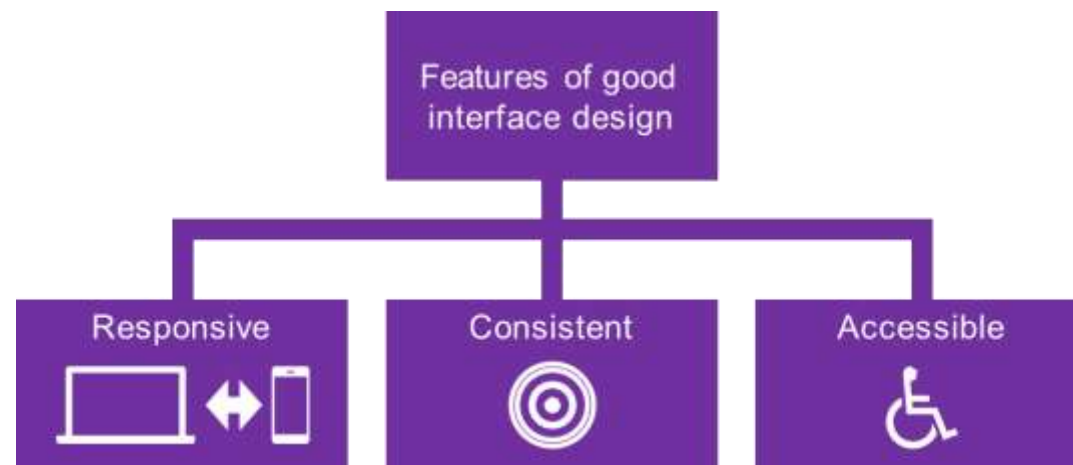 Features of good
interface design
Responsive
Consistent
Accessible